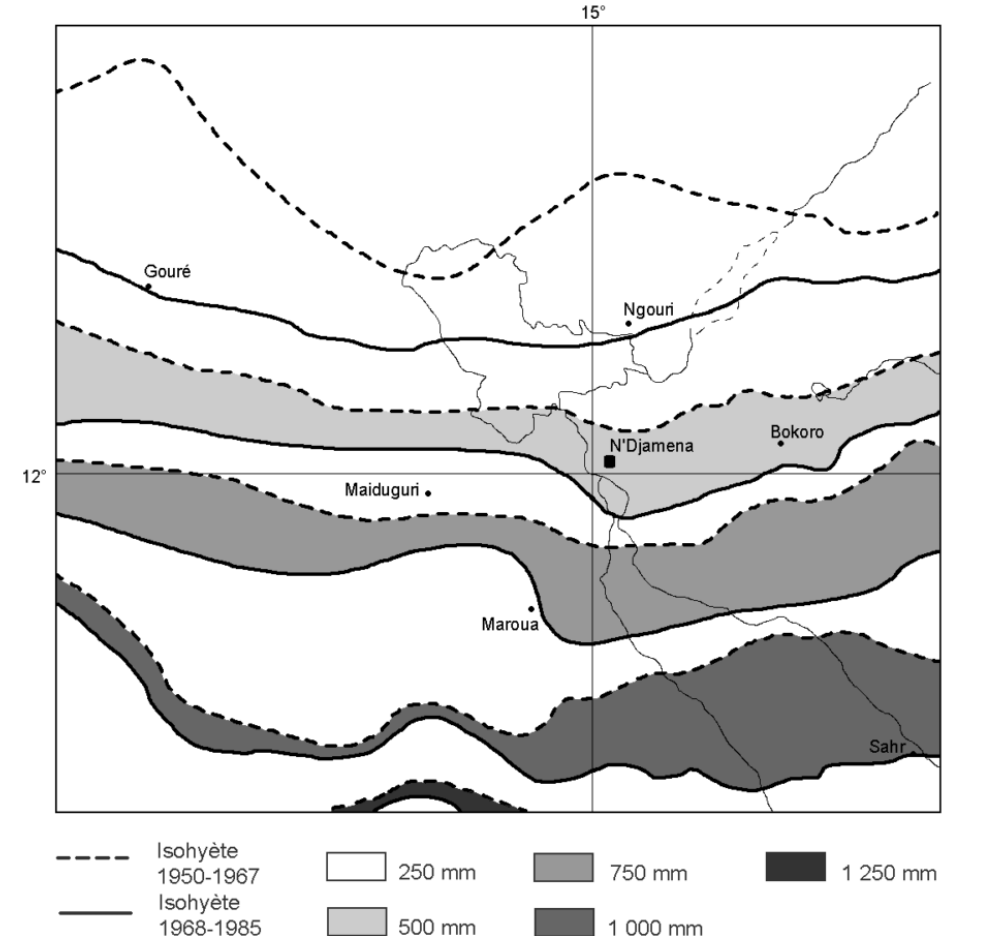 15°
Gouré
Ngouri
Bokoro
N'Djamena
12°
Maiduguri
Maroua
Sahr
Isohyète
1950-1967
250 mm
750 mm
1 250 mm
Isohyète
1968-1985
500 mm
1 000 mm